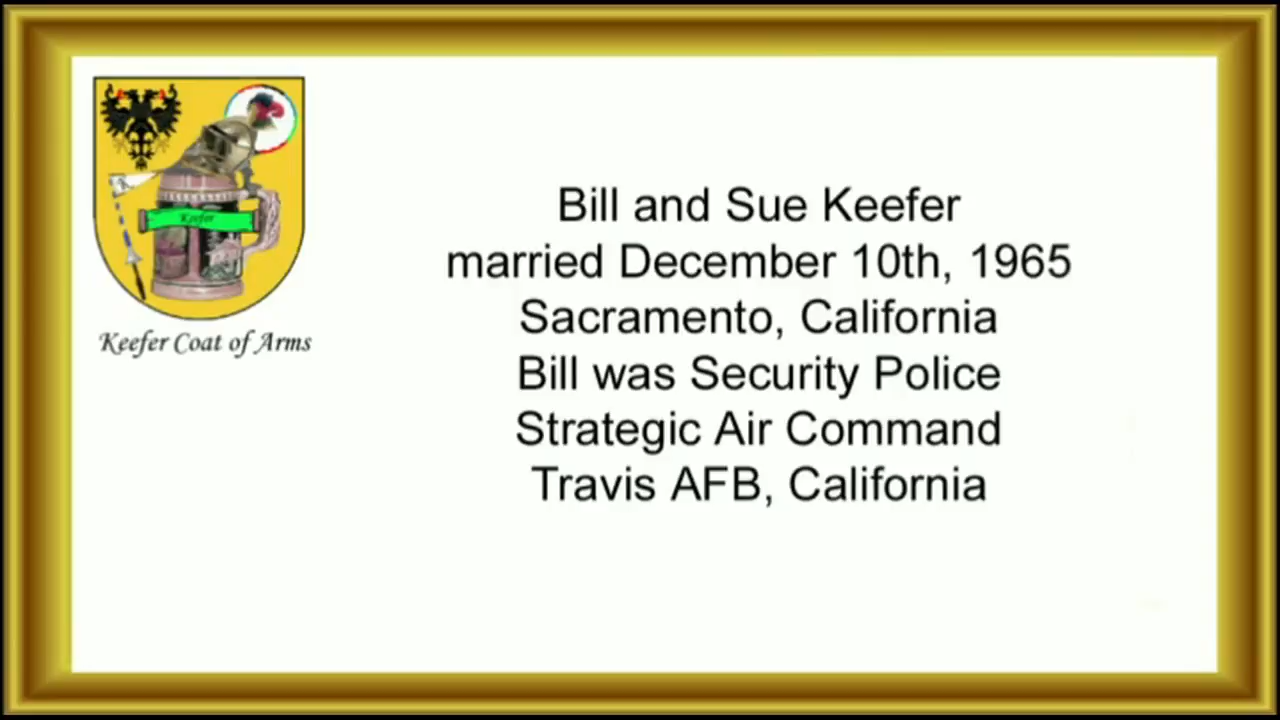 Keefer
Keefer Coat of Arms
Bill and Sue Keefer
married December 10th, 1965
Sacramento, California
Bill was Security Police
Strategic Air Command
Travis AFB, California